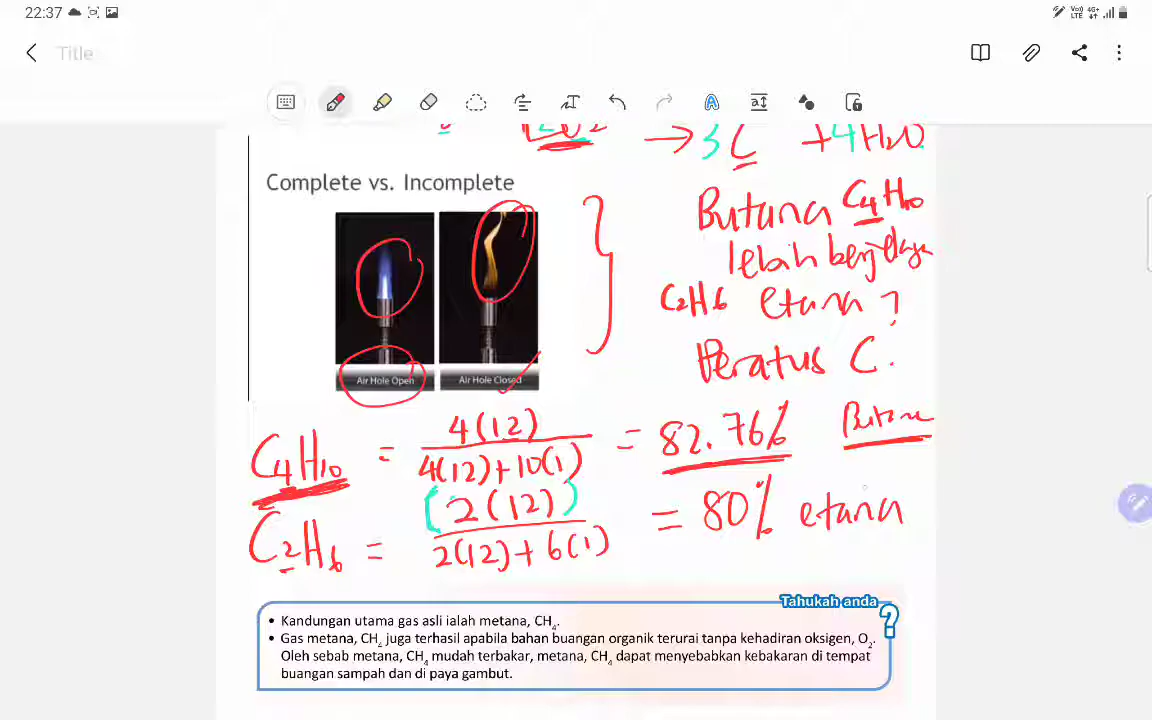 22:37
VoD LTE 4G+
Title
12O2 → 3C + 4H2O
Complete vs. Incomplete
Air Hole Open
Air Hole Closed
Butana C4H10
lebih berjelaga
C2H6 etana ?
Peratus C.
C4H10 = 4(12) / 4(12)+10(1) = 82.76% Butana
C2H6 = (2(12)) / 2(12)+6(1) = 80% etana
Tahukah anda ?
• Kandungan utama gas asli ialah metana, CH4.
• Gas metana, CH4 juga terhasil apabila bahan buangan organik terurai tanpa kehadiran oksigen, O2.
Oleh sebab metana, CH4 mudah terbakar, metana, CH4 dapat menyebabkan kebakaran di tempat
buangan sampah dan di paya gambut.